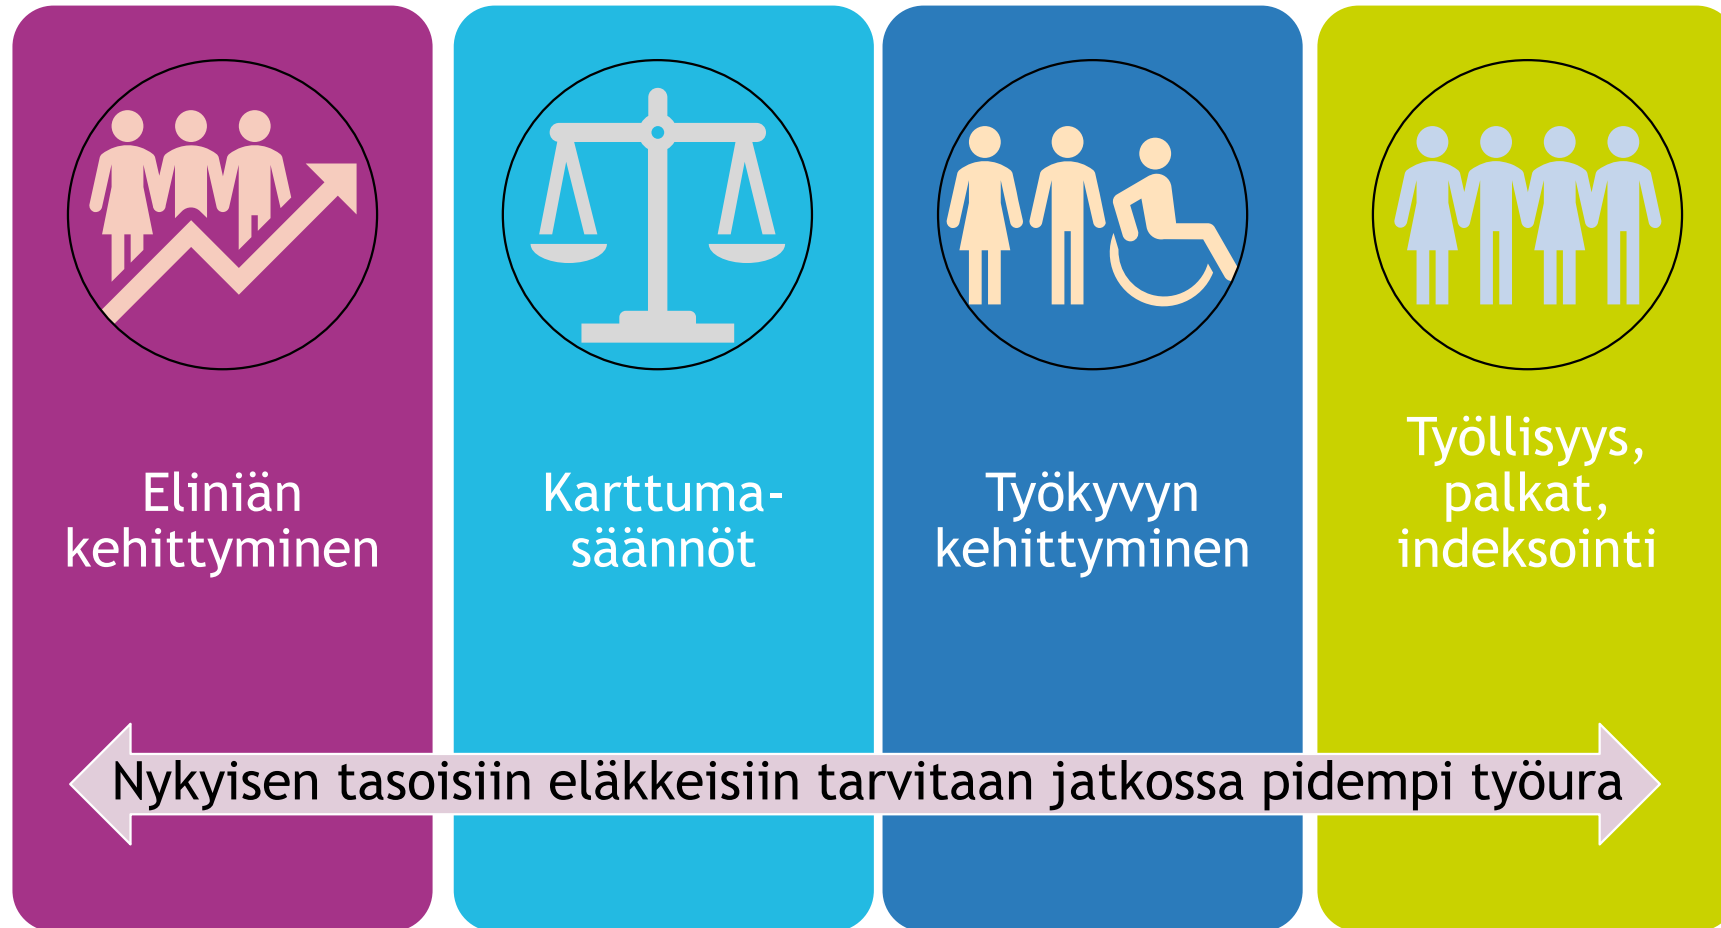 Eliniän
kehittyminen
Karttuma-
säännöt
Työkyvyn
kehittyminen
Työllisyys,
palkat,
indeksointi
Nykyisen tasoisiin eläkkeisiin tarvitaan jatkossa pidempi työura